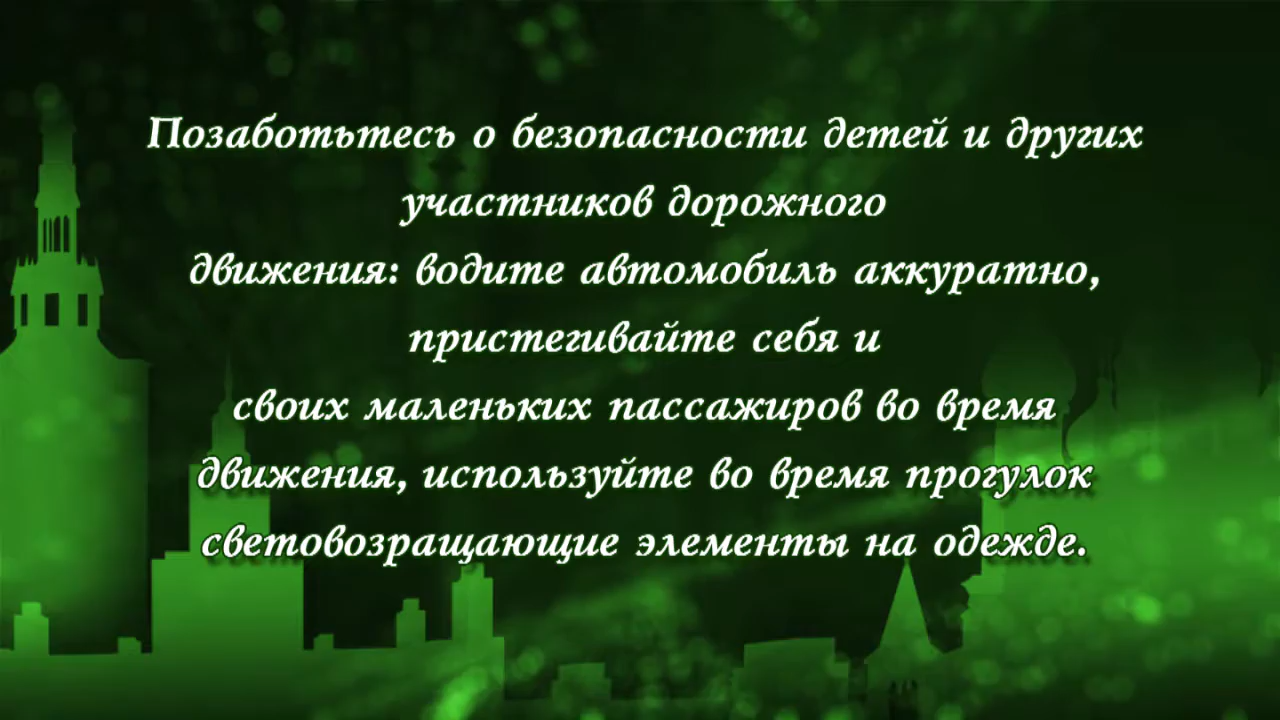 Позаботьтесь о безопасности детей и других
участников дорожного
движения: водите автомобиль аккуратно,
пристегивайте себя и
своих маленьких пассажиров во время
движения, используйте во время прогулок
световозращающие элементы на одежде.